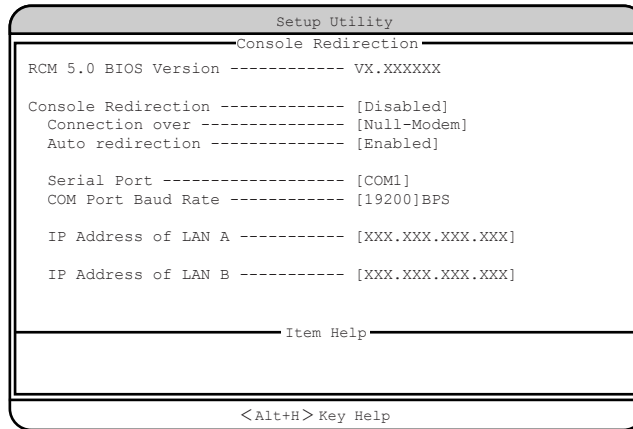 Setup Utility
Console Redirection
RCM 5.0 BIOS Version ------------ VX.XXXXXX
Console Redirection ------------- [Disabled]
Connection over --------------- [Null-Modem]
Auto redirection -------------- [Enabled]
Serial Port ------------------- [COM1]
COM Port Baud Rate ------------ [19200]BPS
IP Address of LAN A ----------- [XXX.XXX.XXX.XXX]
IP Address of LAN B ----------- [XXX.XXX.XXX.XXX]
Item Help
<Alt+H> Key Help